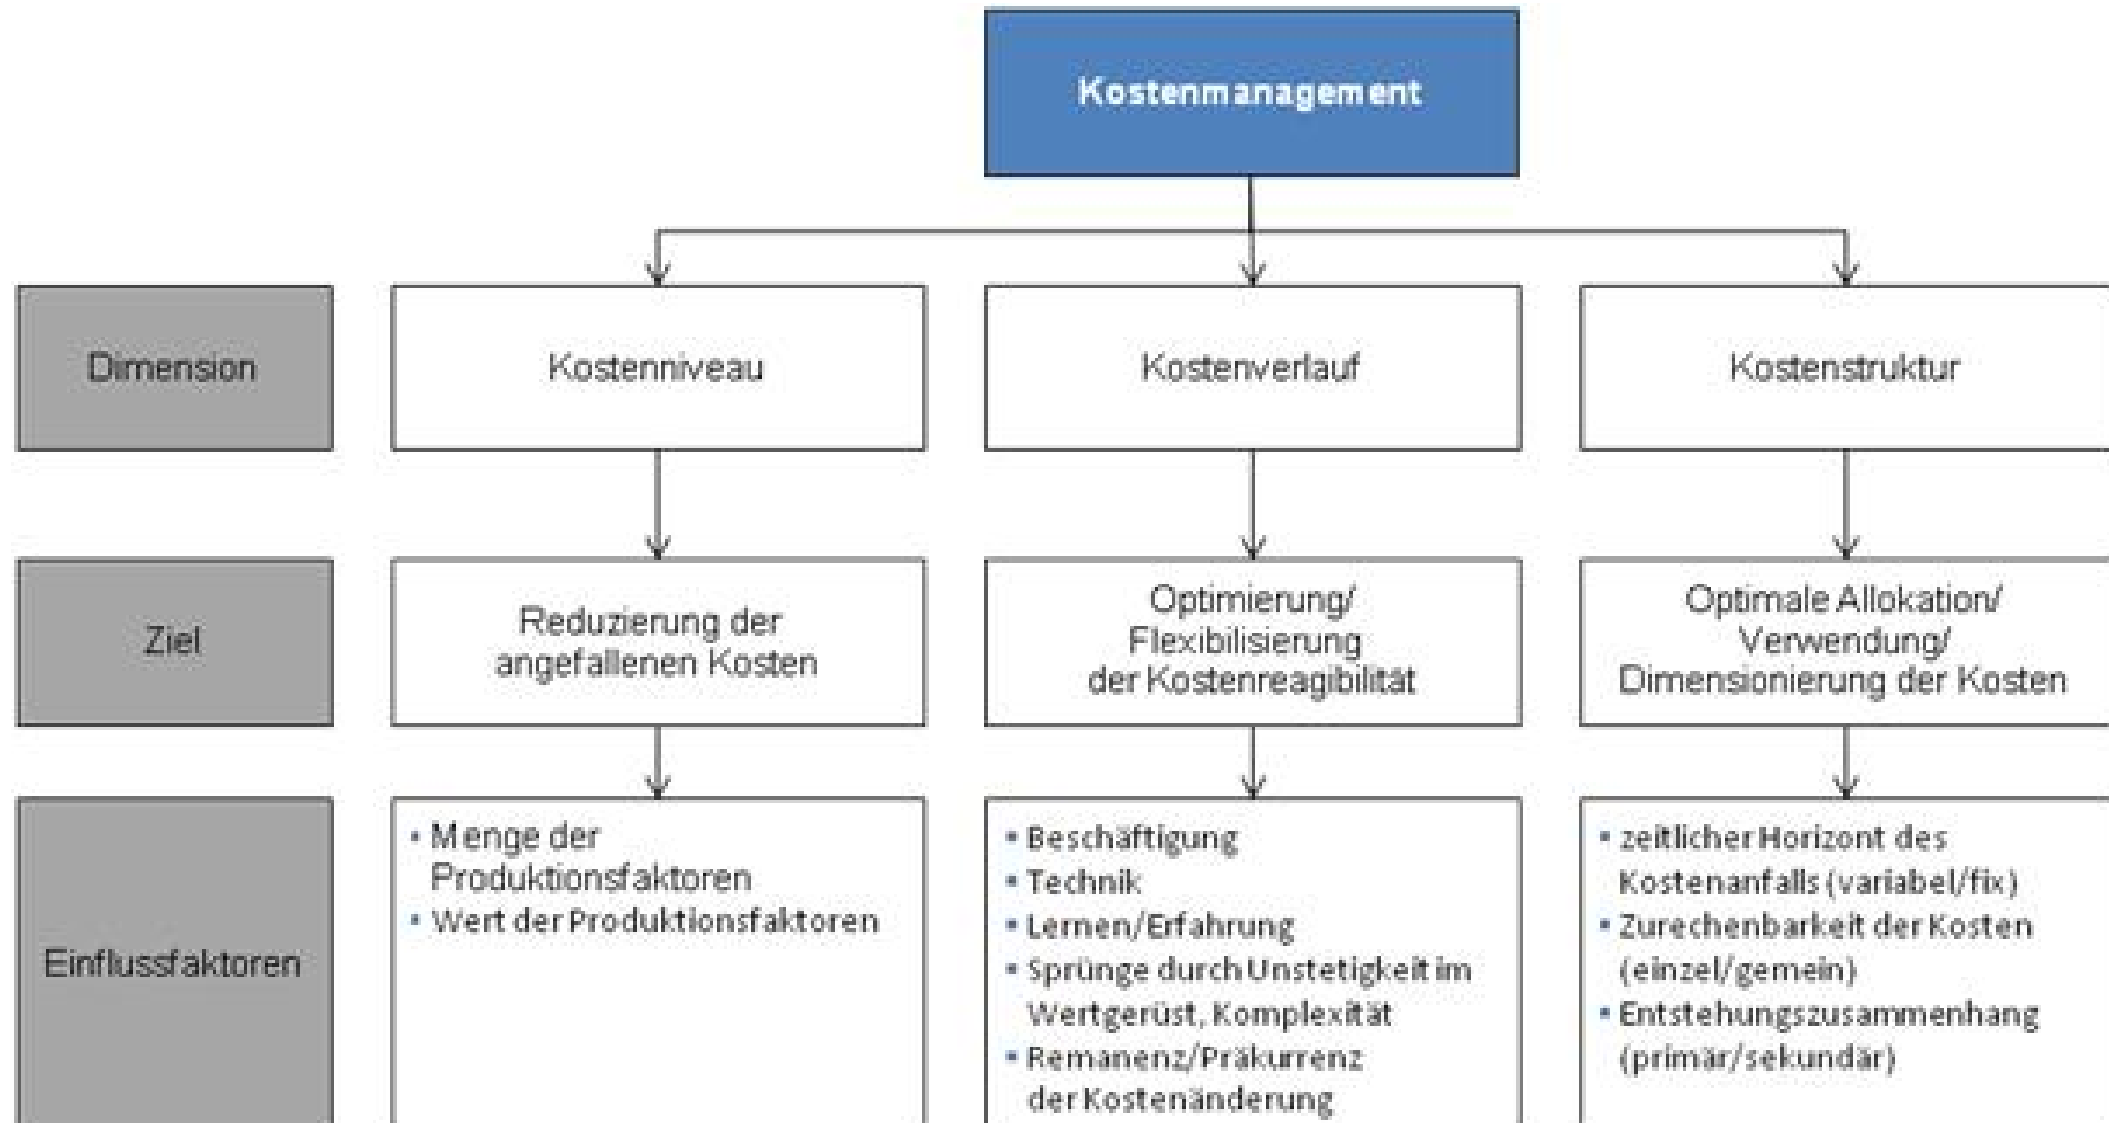 Kostenmanagement
Dimension
Kostenniveau
Kostenverlauf
Kostenstruktur
Ziel
Reduzierung der
angefallenen Kosten
Optimierung/
Flexibilisierung
der Kostenreagibilität
Optimale Allokation/
Verwendung/
Dimensionierung der Kosten
Einflussfaktoren
▪ Menge der
Produktionsfaktoren
▪ Wert der Produktionsfaktoren
▪ Beschäftigung
▪ Technik
▪ Lernen/Erfahrung
▪ Sprünge durch Unstetigkeit im
Wertgerüst, Komplexität
▪ Remanenz/Präkurrenz
der Kostenänderung
▪ zeitlicher Horizont des
Kostenanfalls (variabel/fix)
▪ Zurechenbarkeit der Kosten
(einzel/gemein)
▪ Entstehungszusammenhang
(primär/sekundär)